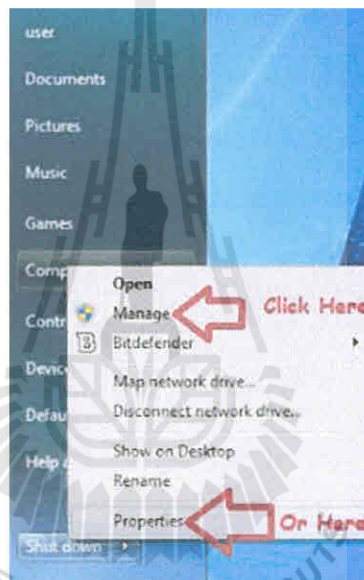 user
Documents
Pictures
Music
Games
Comp
Open
Manage
Click Here
Contr
Bitdefender
Device
Map network drive...
Defau
Disconnect network drive...
Show on Desktop
Help
Rename
Properties
Or Here
Shut down